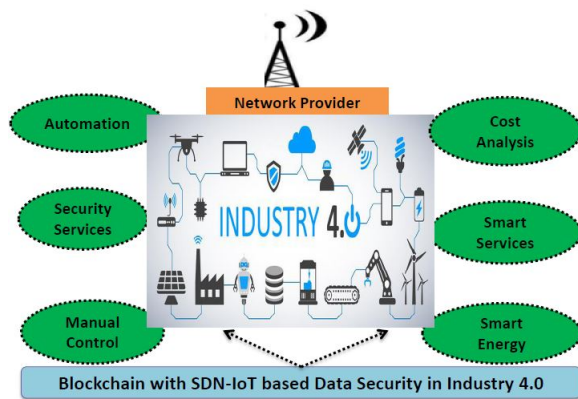 Network Provider
Automation
Cost
Analysis
Security
Services
INDUSTRY 4.0
Smart
Services
Manual
Control
Smart
Energy
Blockchain with SDN-IoT based Data Security in Industry 4.0